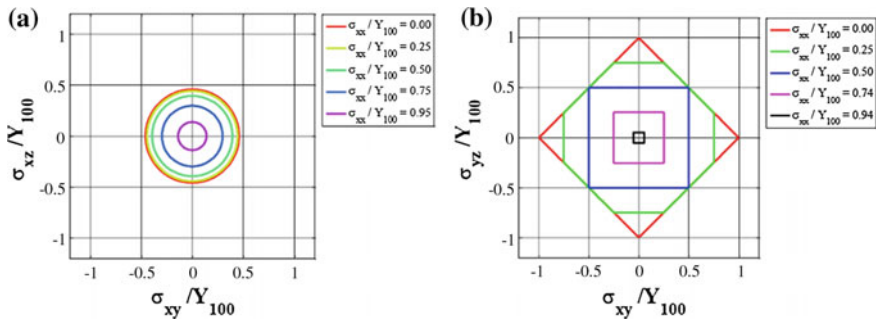 (a)
σxz /Y100
1
0.5
0
-0.5
-1
-1 -0.5 0 0.5 1
σxy /Y100
σxx / Y100 = 0.00
σxx / Y100 = 0.25
σxx / Y100 = 0.50
σxx / Y100 = 0.75
σxx / Y100 = 0.95
(b)
σyz /Y100
1
0.5
0
-0.5
-1
-1 -0.5 0 0.5 1
σxy /Y100
σxx / Y100 = 0.00
σxx / Y100 = 0.25
σxx / Y100 = 0.50
σxx / Y100 = 0.74
σxx / Y100 = 0.94